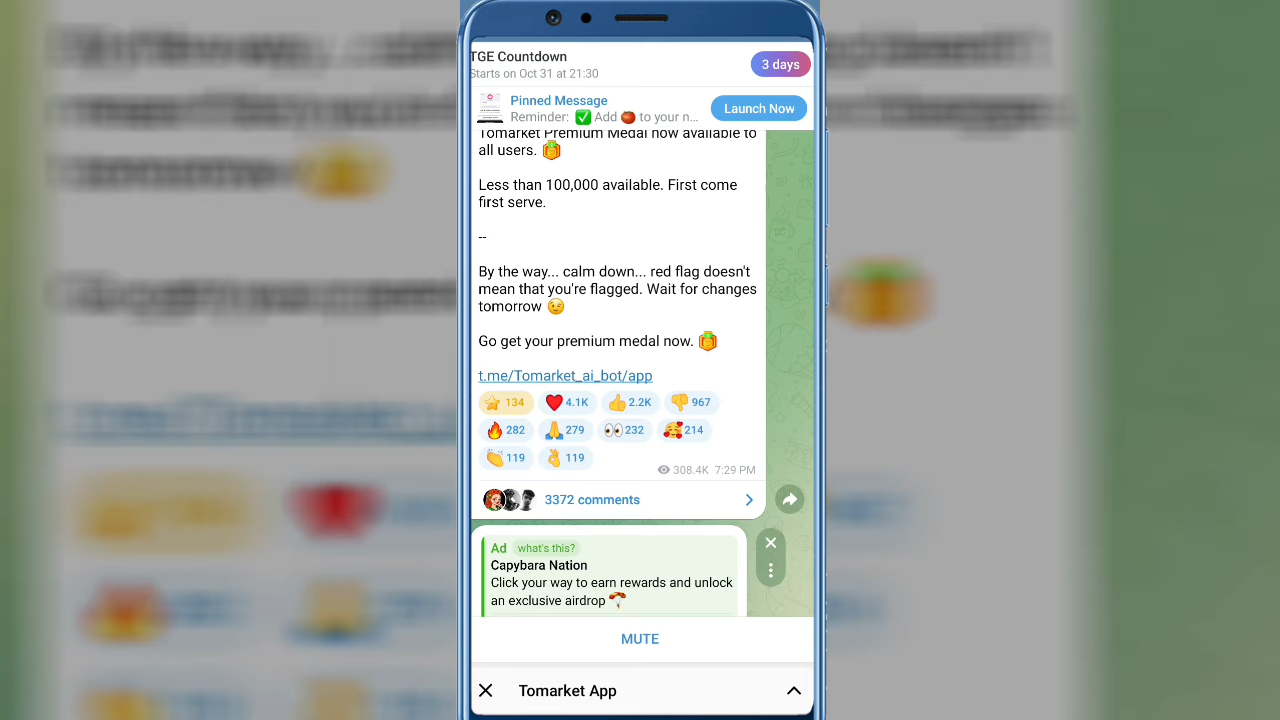 TGE Countdown
Starts on Oct 31 at 21:30
3 days
Pinned Message
Reminder: ✅ Add 🍅 to your n...
Launch Now
Tomarket Premium Medal now available to
all users.
Less than 100,000 available. First come
first serve.
--
By the way... calm down... red flag doesn't
mean that you're flagged. Wait for changes
tomorrow 😉
Go get your premium medal now.
t.me/Tomarket_ai_bot/app
⭐ 134 ❤️ 4.1K 👍 2.2K 👎 967
🔥 282 🙏 279 👀 232 🥰 214
👏 119 👌 119
308.4K 7:29 PM
3372 comments
Ad what's this?
Capybara Nation
Click your way to earn rewards and unlock
an exclusive airdrop 🪂
MUTE
Tomarket App